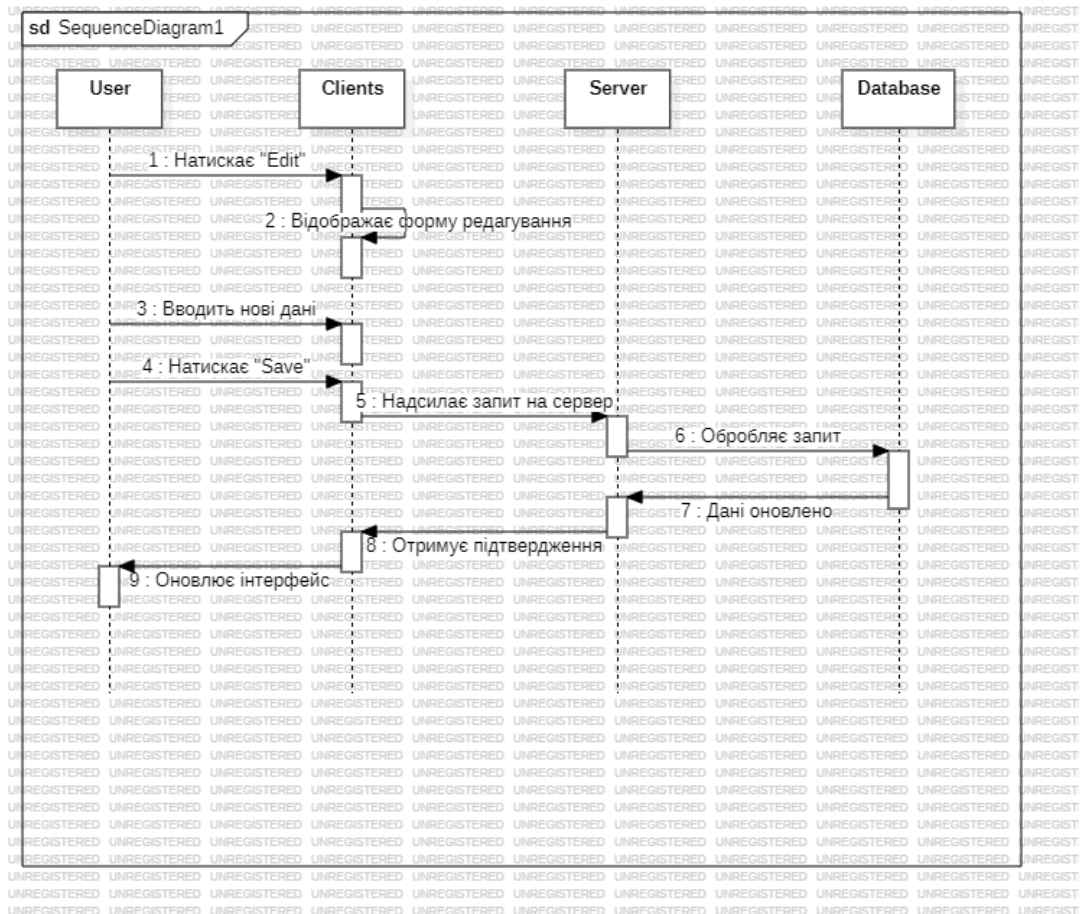 sd SequenceDiagram1
User
Clients
Server
Database
1 : Натискає "Edit"
2 : Відображає форму редагування
3 : Вводить нові дані
4 : Натискає "Save"
5 : Надсилає запит на сервер
6 : Обробляє запит
7 : Дані оновлено
8 : Отримує підтвердження
9 : Оновлює інтерфейс
UNREGISTERED